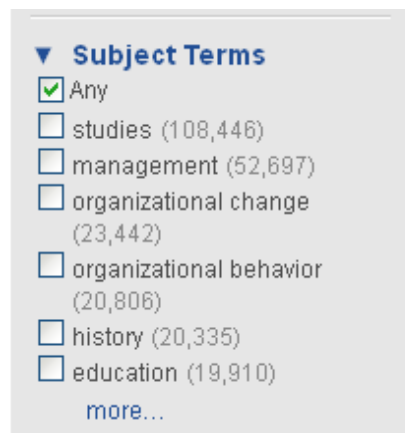 ▼ Subject Terms
Any
studies (108,446)
management (52,697)
organizational change
(23,442)
organizational behavior
(20,806)
history (20,335)
education (19,910)
more...